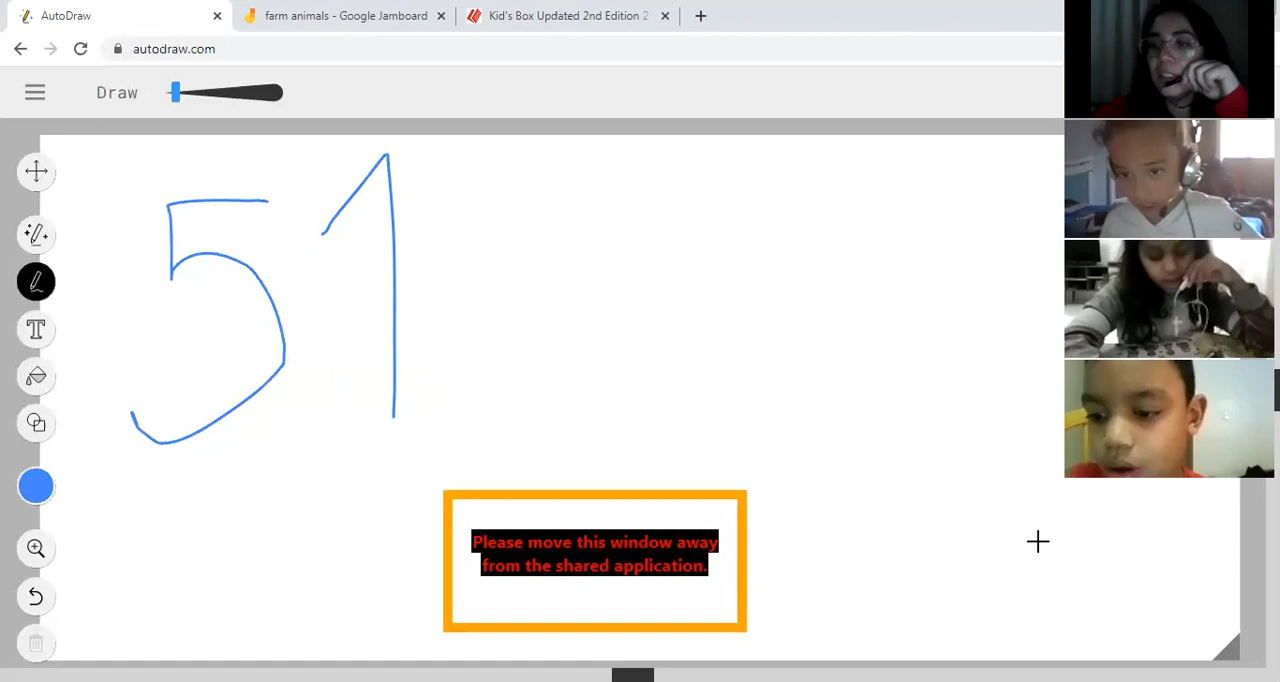 AutoDraw
farm animals - Google Jamboard
Kid's Box Updated 2nd Edition 2
autodraw.com
Draw
51
T
Please move this window away
from the shared application.